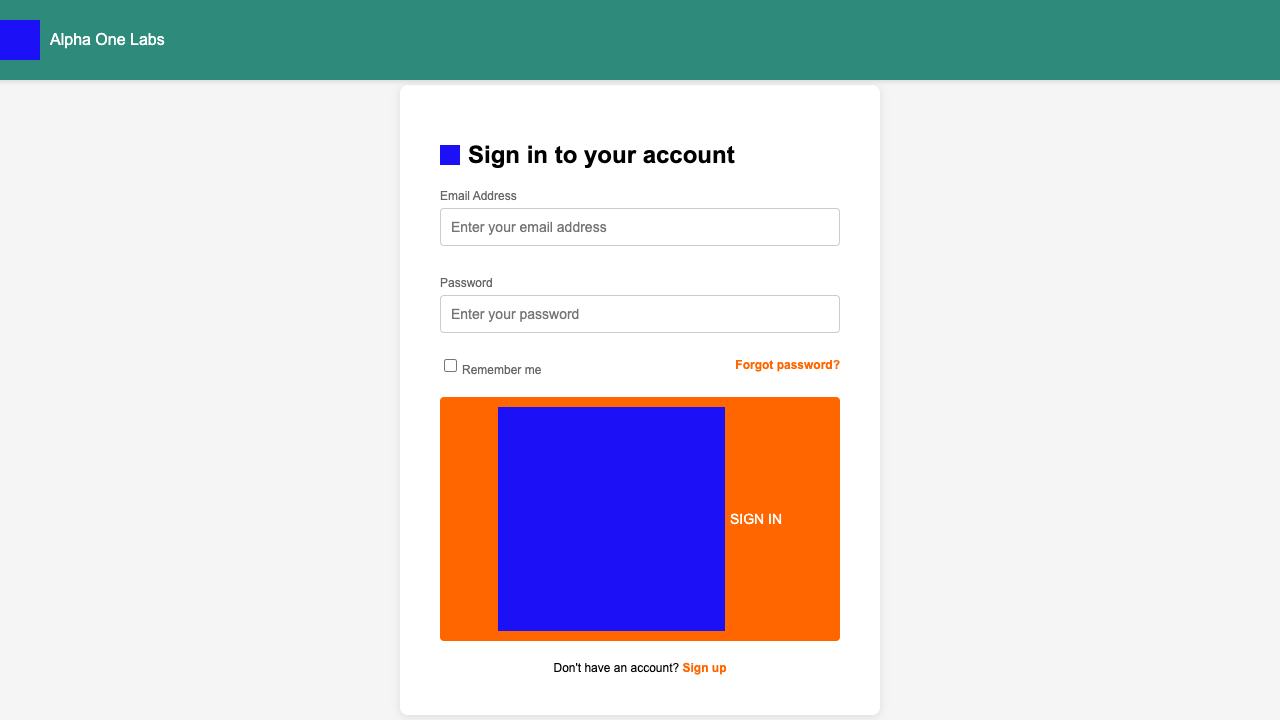 Alpha One Labs
Sign in to your account
Email Address
Enter your email address
Password
Enter your password
Remember me
Forgot password?
SIGN IN
Don't have an account? Sign up